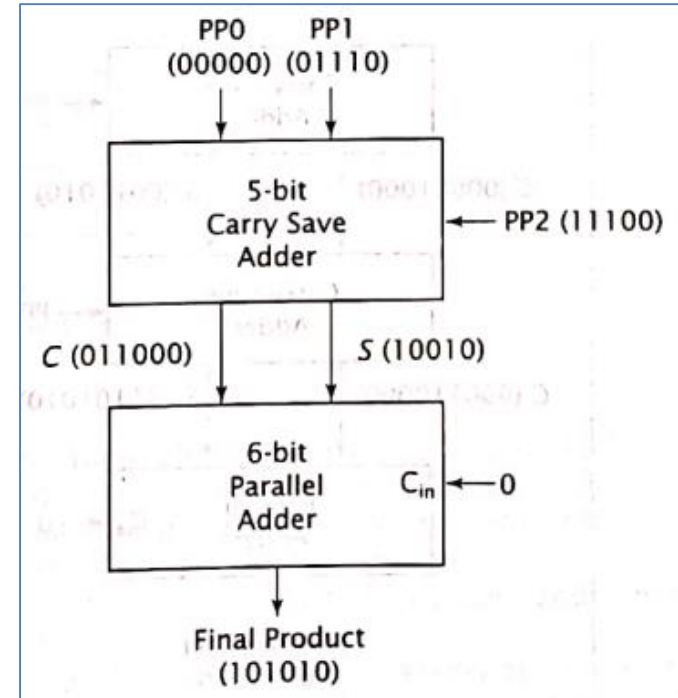 PP0 PP1
(00000) (01110)
5-bit
Carry Save
Adder
PP2 (11100)
C (011000) S (10010)
6-bit
Parallel
Adder
C_in 0
Final Product
(101010)